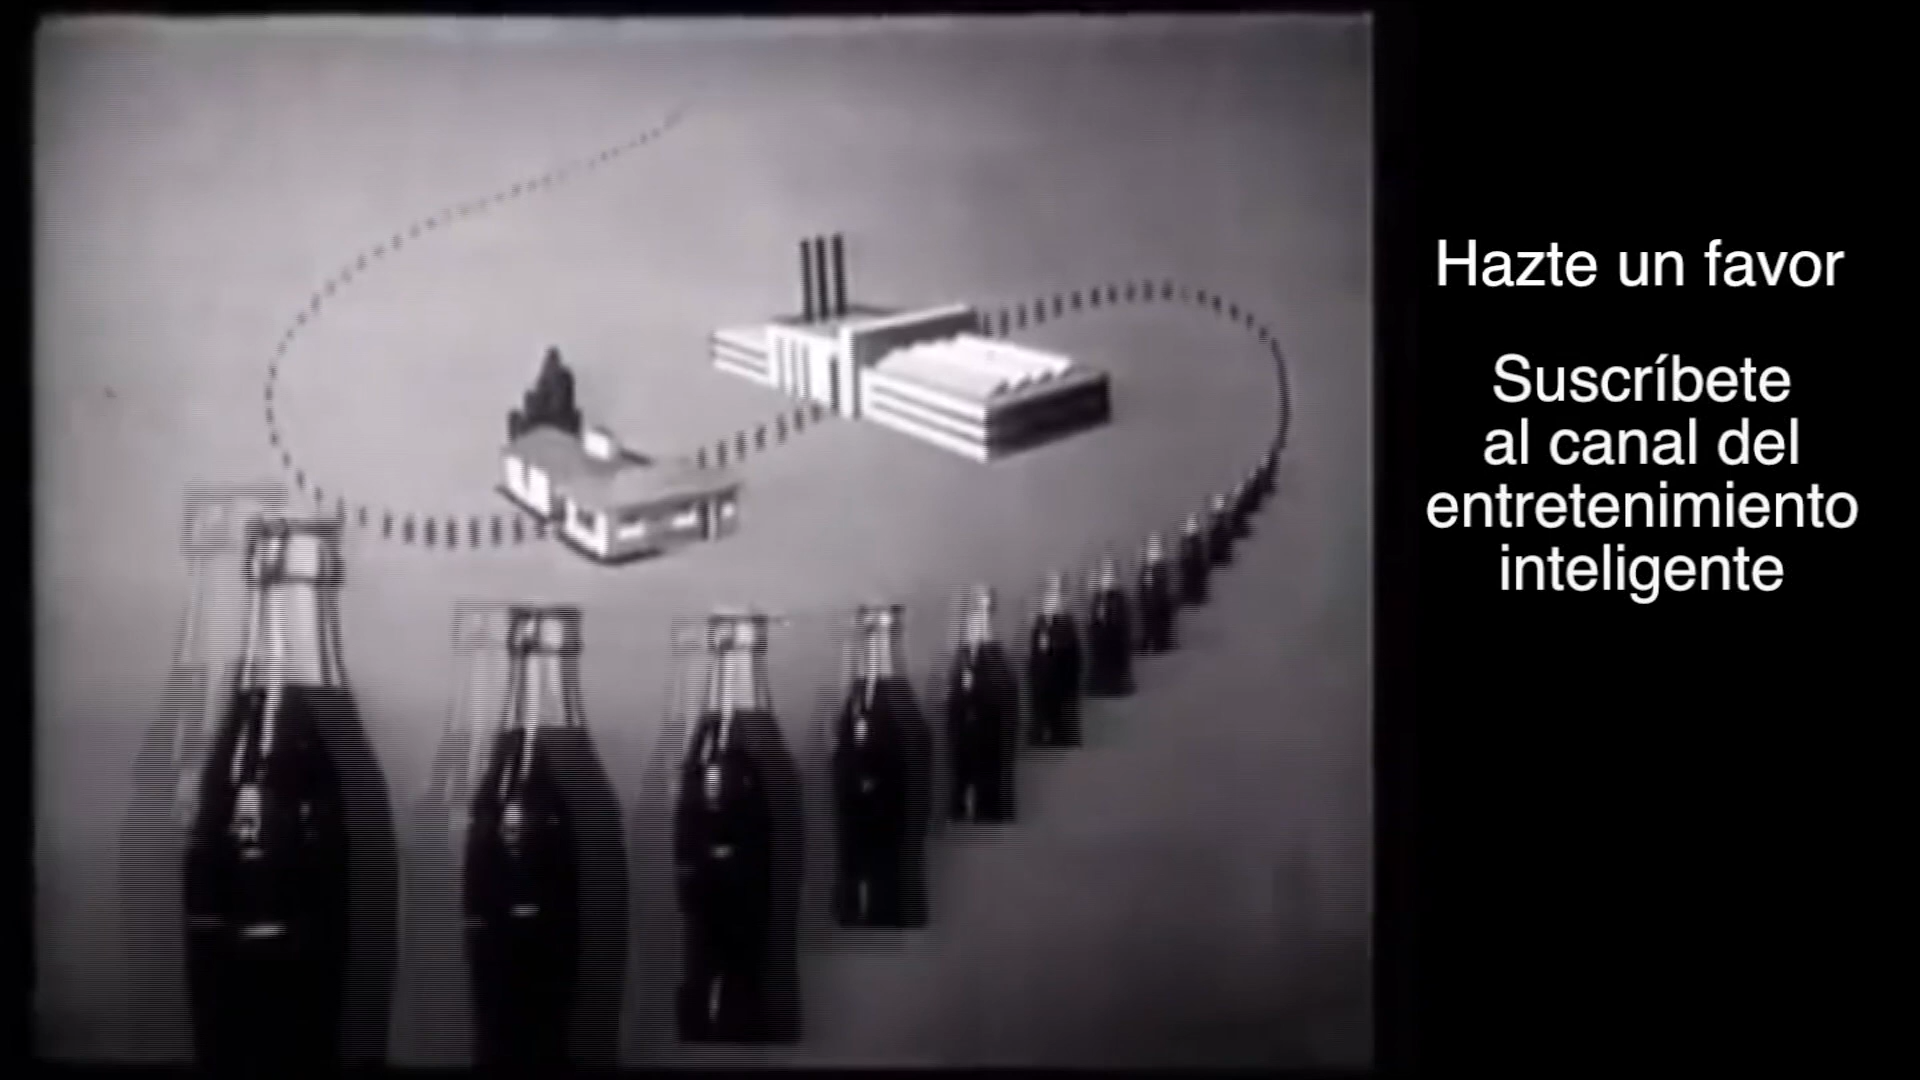 Hazte un favor
Suscríbete
al canal del
entretenimiento
inteligente